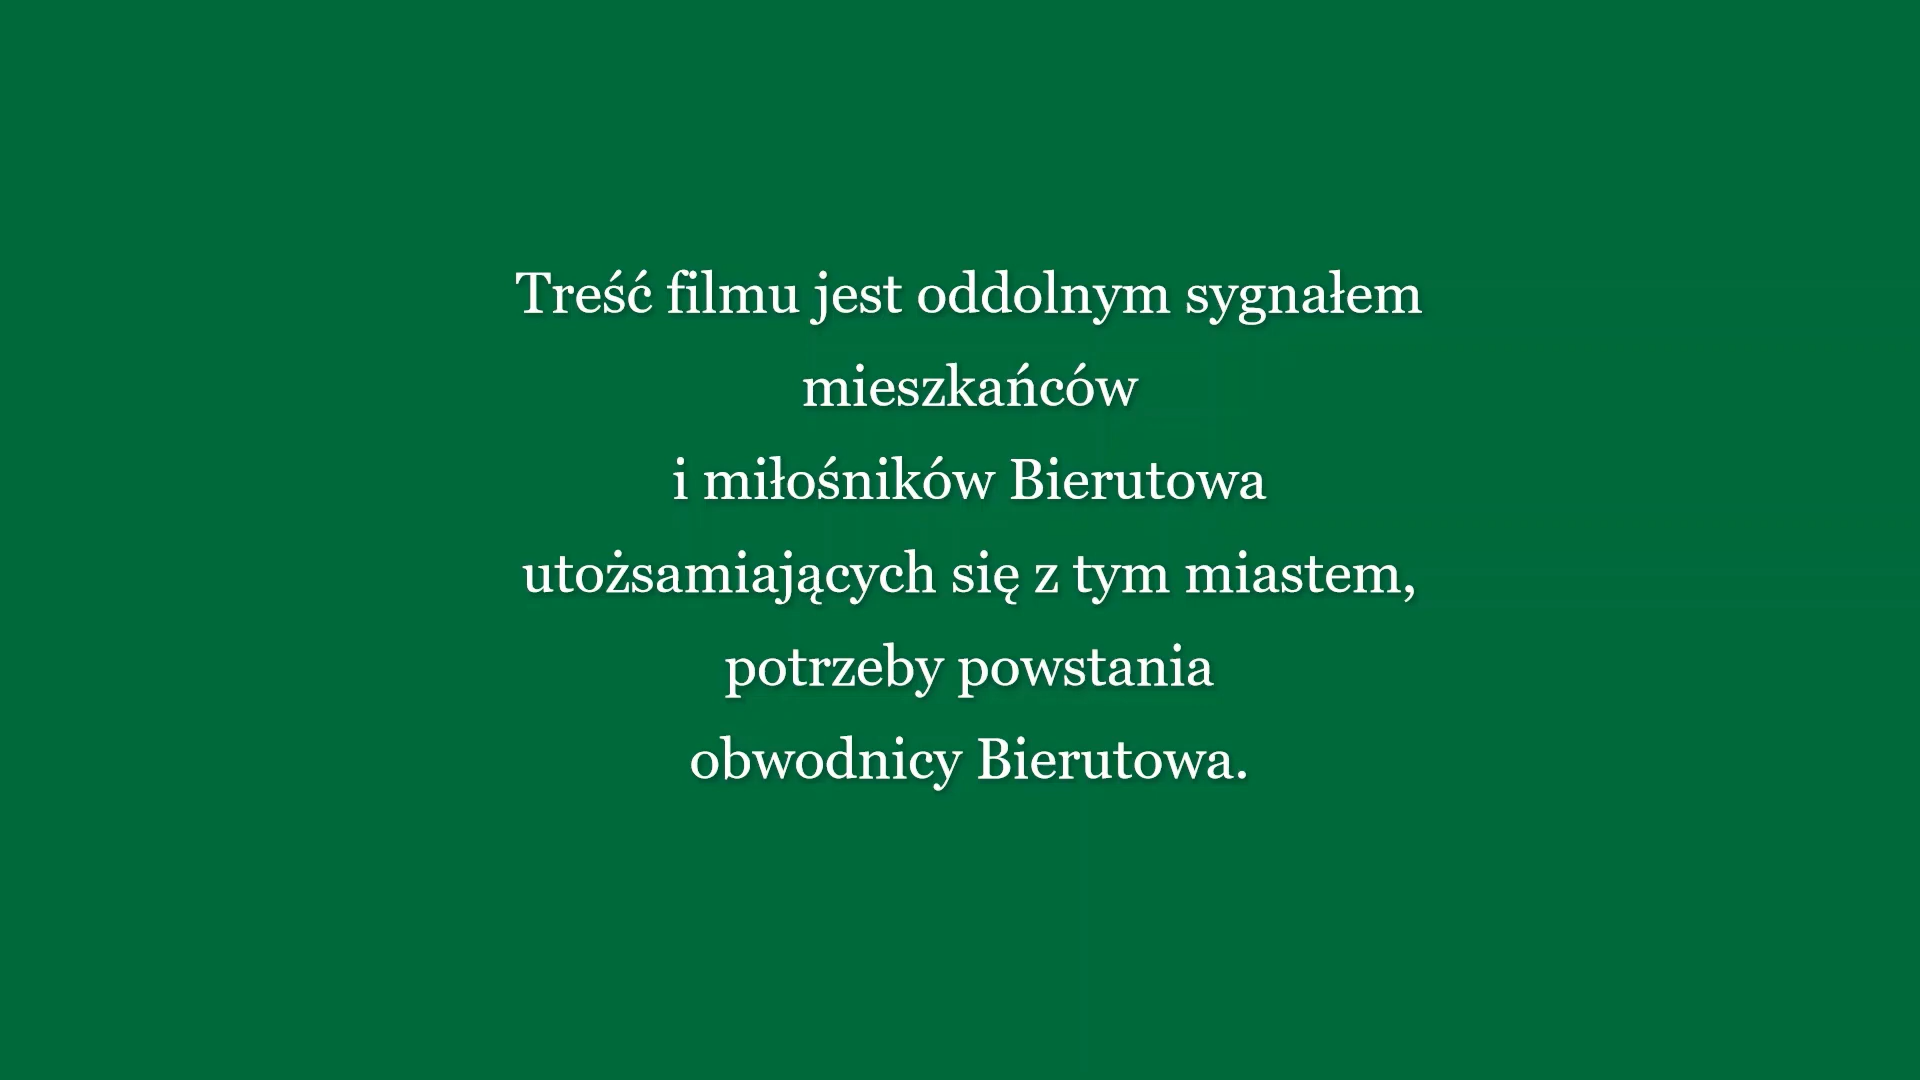 Treść filmu jest oddolnym sygnałem
mieszkańców
i miłośników Bierutowa
utożsamiających się z tym miastem,
potrzeby powstania
obwodnicy Bierutowa.